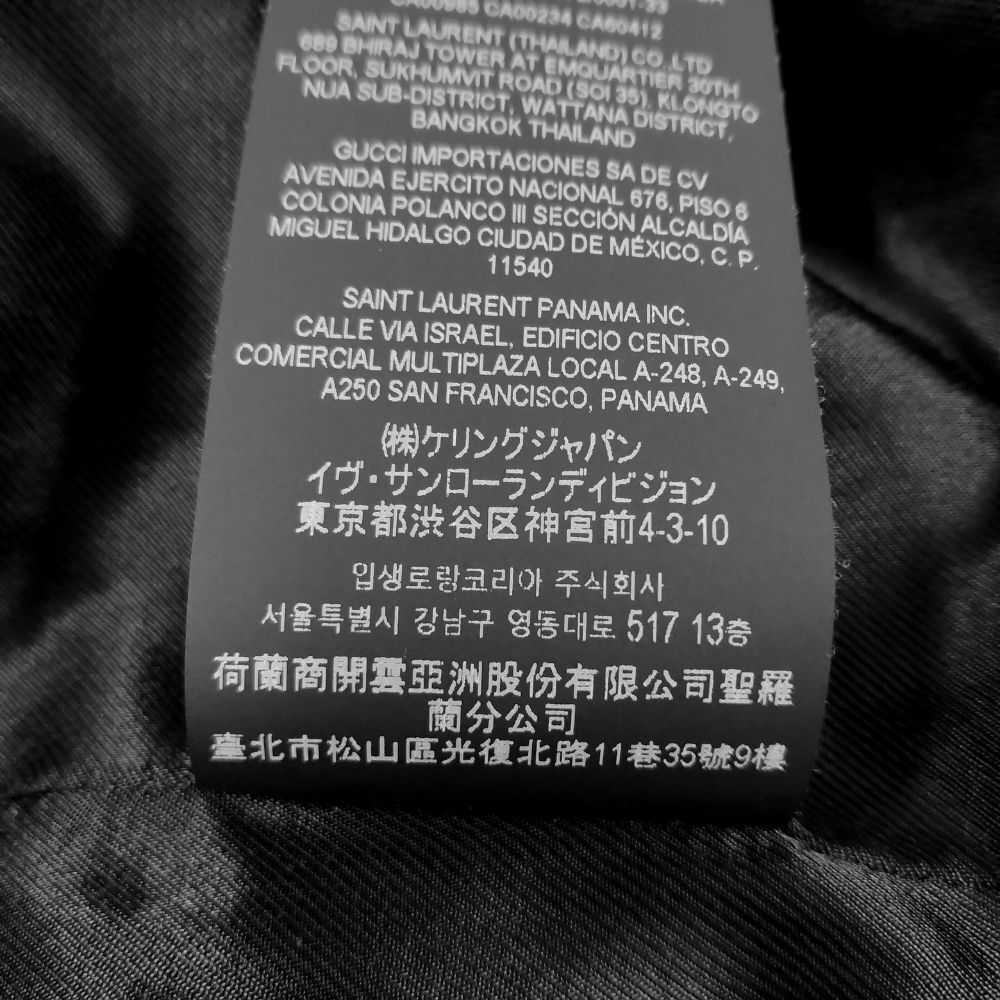 CA00985 CA00234 CA60412
SAINT LAURENT (THAILAND) CO.,LTD
689 BHIRAJ TOWER AT EMQUARTIER 30TH
FLOOR, SUKHUMVIT ROAD (SOI 35), KLONGTO
NUA SUB-DISTRICT, WATTANA DISTRICT,
BANGKOK THAILAND
GUCCI IMPORTACIONES SA DE CV
AVENIDA EJERCITO NACIONAL 676, PISO 6
COLONIA POLANCO III SECCIÓN ALCALDÍA
MIGUEL HIDALGO CIUDAD DE MÉXICO, C. P.
11540
SAINT LAURENT PANAMA INC.
CALLE VIA ISRAEL, EDIFICIO CENTRO
COMERCIAL MULTIPLAZA LOCAL A-248, A-249,
A250 SAN FRANCISCO, PANAMA
㈱ケリングジャパン
イヴ・サンローランディビジョン
東京都渋谷区神宮前4-3-10
입생로랑코리아 주식회사
서울특별시 강남구 영동대로 517 13층
荷蘭商開雲亞洲股份有限公司聖羅
蘭分公司
臺北市松山區光復北路11巷35號9樓